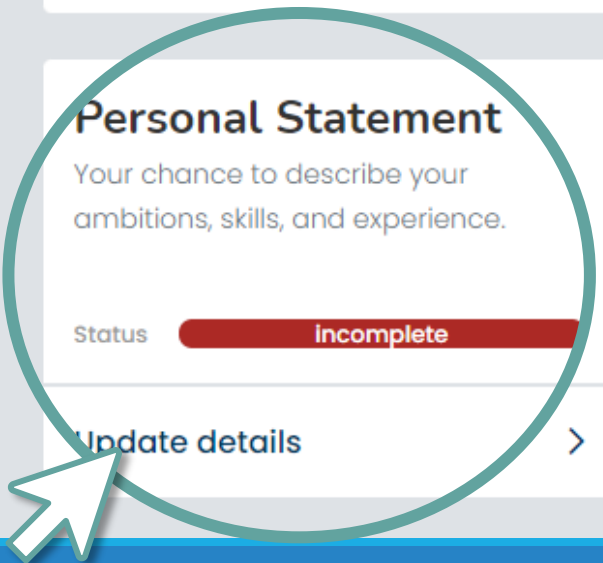 Personal Statement
Your chance to describe your
ambitions, skills, and experience.
Status incomplete
Update details